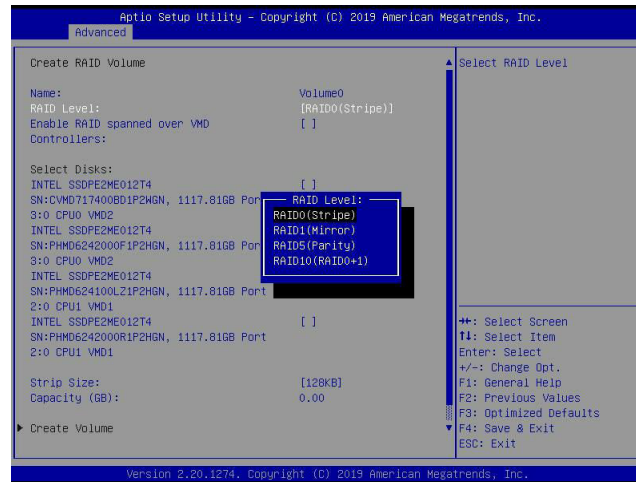 Aptio Setup Utility – Copyright (C) 2019 American Megatrends, Inc.
Advanced
Create RAID Volume
Select RAID Level
Name: Volume0
RAID Level: [RAID0(Stripe)]
Enable RAID spanned over VMD [ ]
Controllers:
Select Disks:
INTEL SSDPE2ME012T4 [ ]
SN:CVMD717400BD1P2WGN, 1117.81GB Por
3:0 CPU0 VMD2
INTEL SSDPE2ME012T4
SN:PHMD6242000F1P2HGN, 1117.81GB Por
3:0 CPU0 VMD2
INTEL SSDPE2ME012T4
SN:PHMD624100LZ1P2HGN, 1117.81GB Port
2:0 CPU1 VMD1
INTEL SSDPE2ME012T4 [ ]
SN:PHMD6242000R1P2HGN, 1117.81GB Port
2:0 CPU1 VMD1
Strip Size: [128KB]
Capacity (GB): 0.00
Create Volume
RAID Level:
RAID0(Stripe)
RAID1(Mirror)
RAID5(Parity)
RAID10(RAID0+1)
→←: Select Screen
↑↓: Select Item
Enter: Select
+/-: Change Opt.
F1: General Help
F2: Previous Values
F3: Optimized Defaults
F4: Save & Exit
ESC: Exit
Version 2.20.1274. Copyright (C) 2019 American Megatrends, Inc.